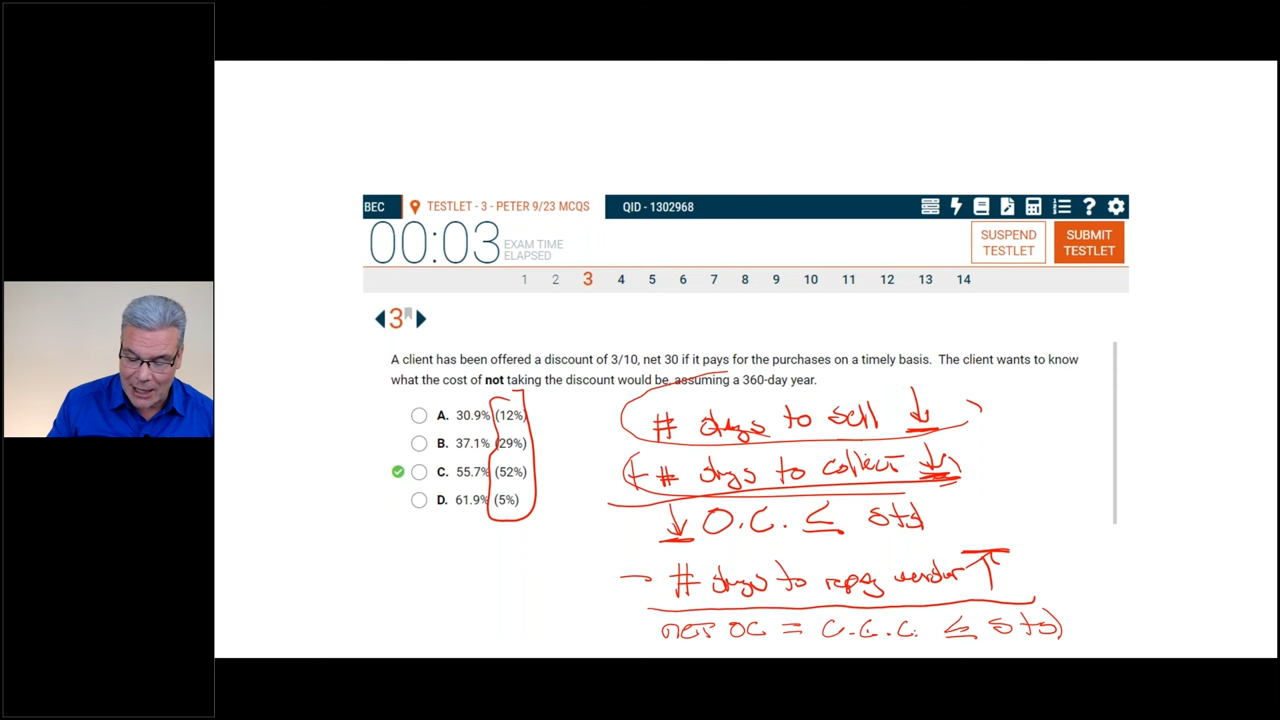 BEC TESTLET - 3 - PETER 9/23 MCQS QID - 1302968
00:03 EXAM TIME ELAPSED
SUSPEND TESTLET
SUBMIT TESTLET
1 2 3 4 5 6 7 8 9 10 11 12 13 14
3
A client has been offered a discount of 3/10, net 30 if it pays for the purchases on a timely basis. The client wants to know
what the cost of not taking the discount would be, assuming a 360-day year.
A. 30.9% (12%)
B. 37.1% (29%)
C. 55.7% (52%)
D. 61.9% (5%)
# days to sell ↓
+ # days to collect ↓
↓ O.C. ≤ std
- # days to repay vendor ↑
net OC = C.C.C. ≤ std